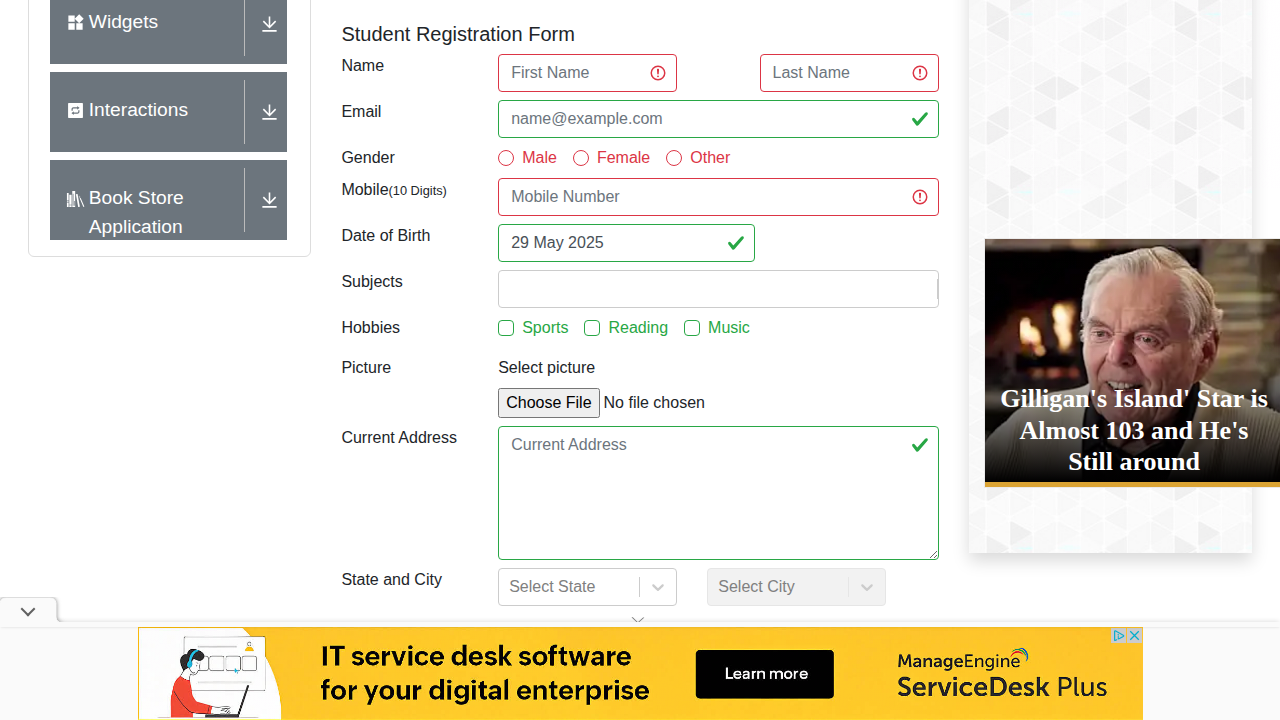 Widgets
Interactions
Book Store
Application
Student Registration Form
Name
First Name
Last Name
Email
name@example.com
Gender
Male
Female
Other
Mobile(10 Digits)
Mobile Number
Date of Birth
29 May 2025
Subjects
Hobbies
Sports
Reading
Music
Picture
Select picture
Choose File No file chosen
Current Address
Current Address
State and City
Select State
Select City
Gilligan's Island' Star is
Almost 103 and He's
Still around
IT service desk software
for your digital enterprise
Learn more
ManageEngine
ServiceDesk Plus